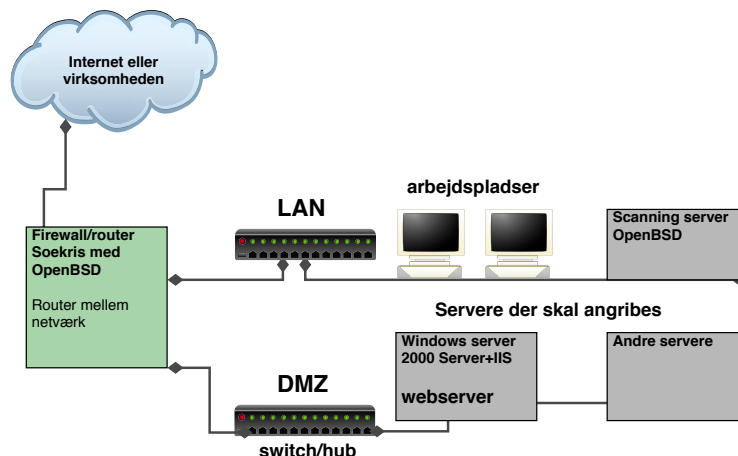 Internet eller
virksomheden
arbejdspladser
LAN
Firewall/router
Soekris med
OpenBSD
Router mellem
netværk
Scanning server
OpenBSD
Servere der skal angribes
Windows server
2000 Server+IIS
webserver
Andre servere
DMZ
switch/hub